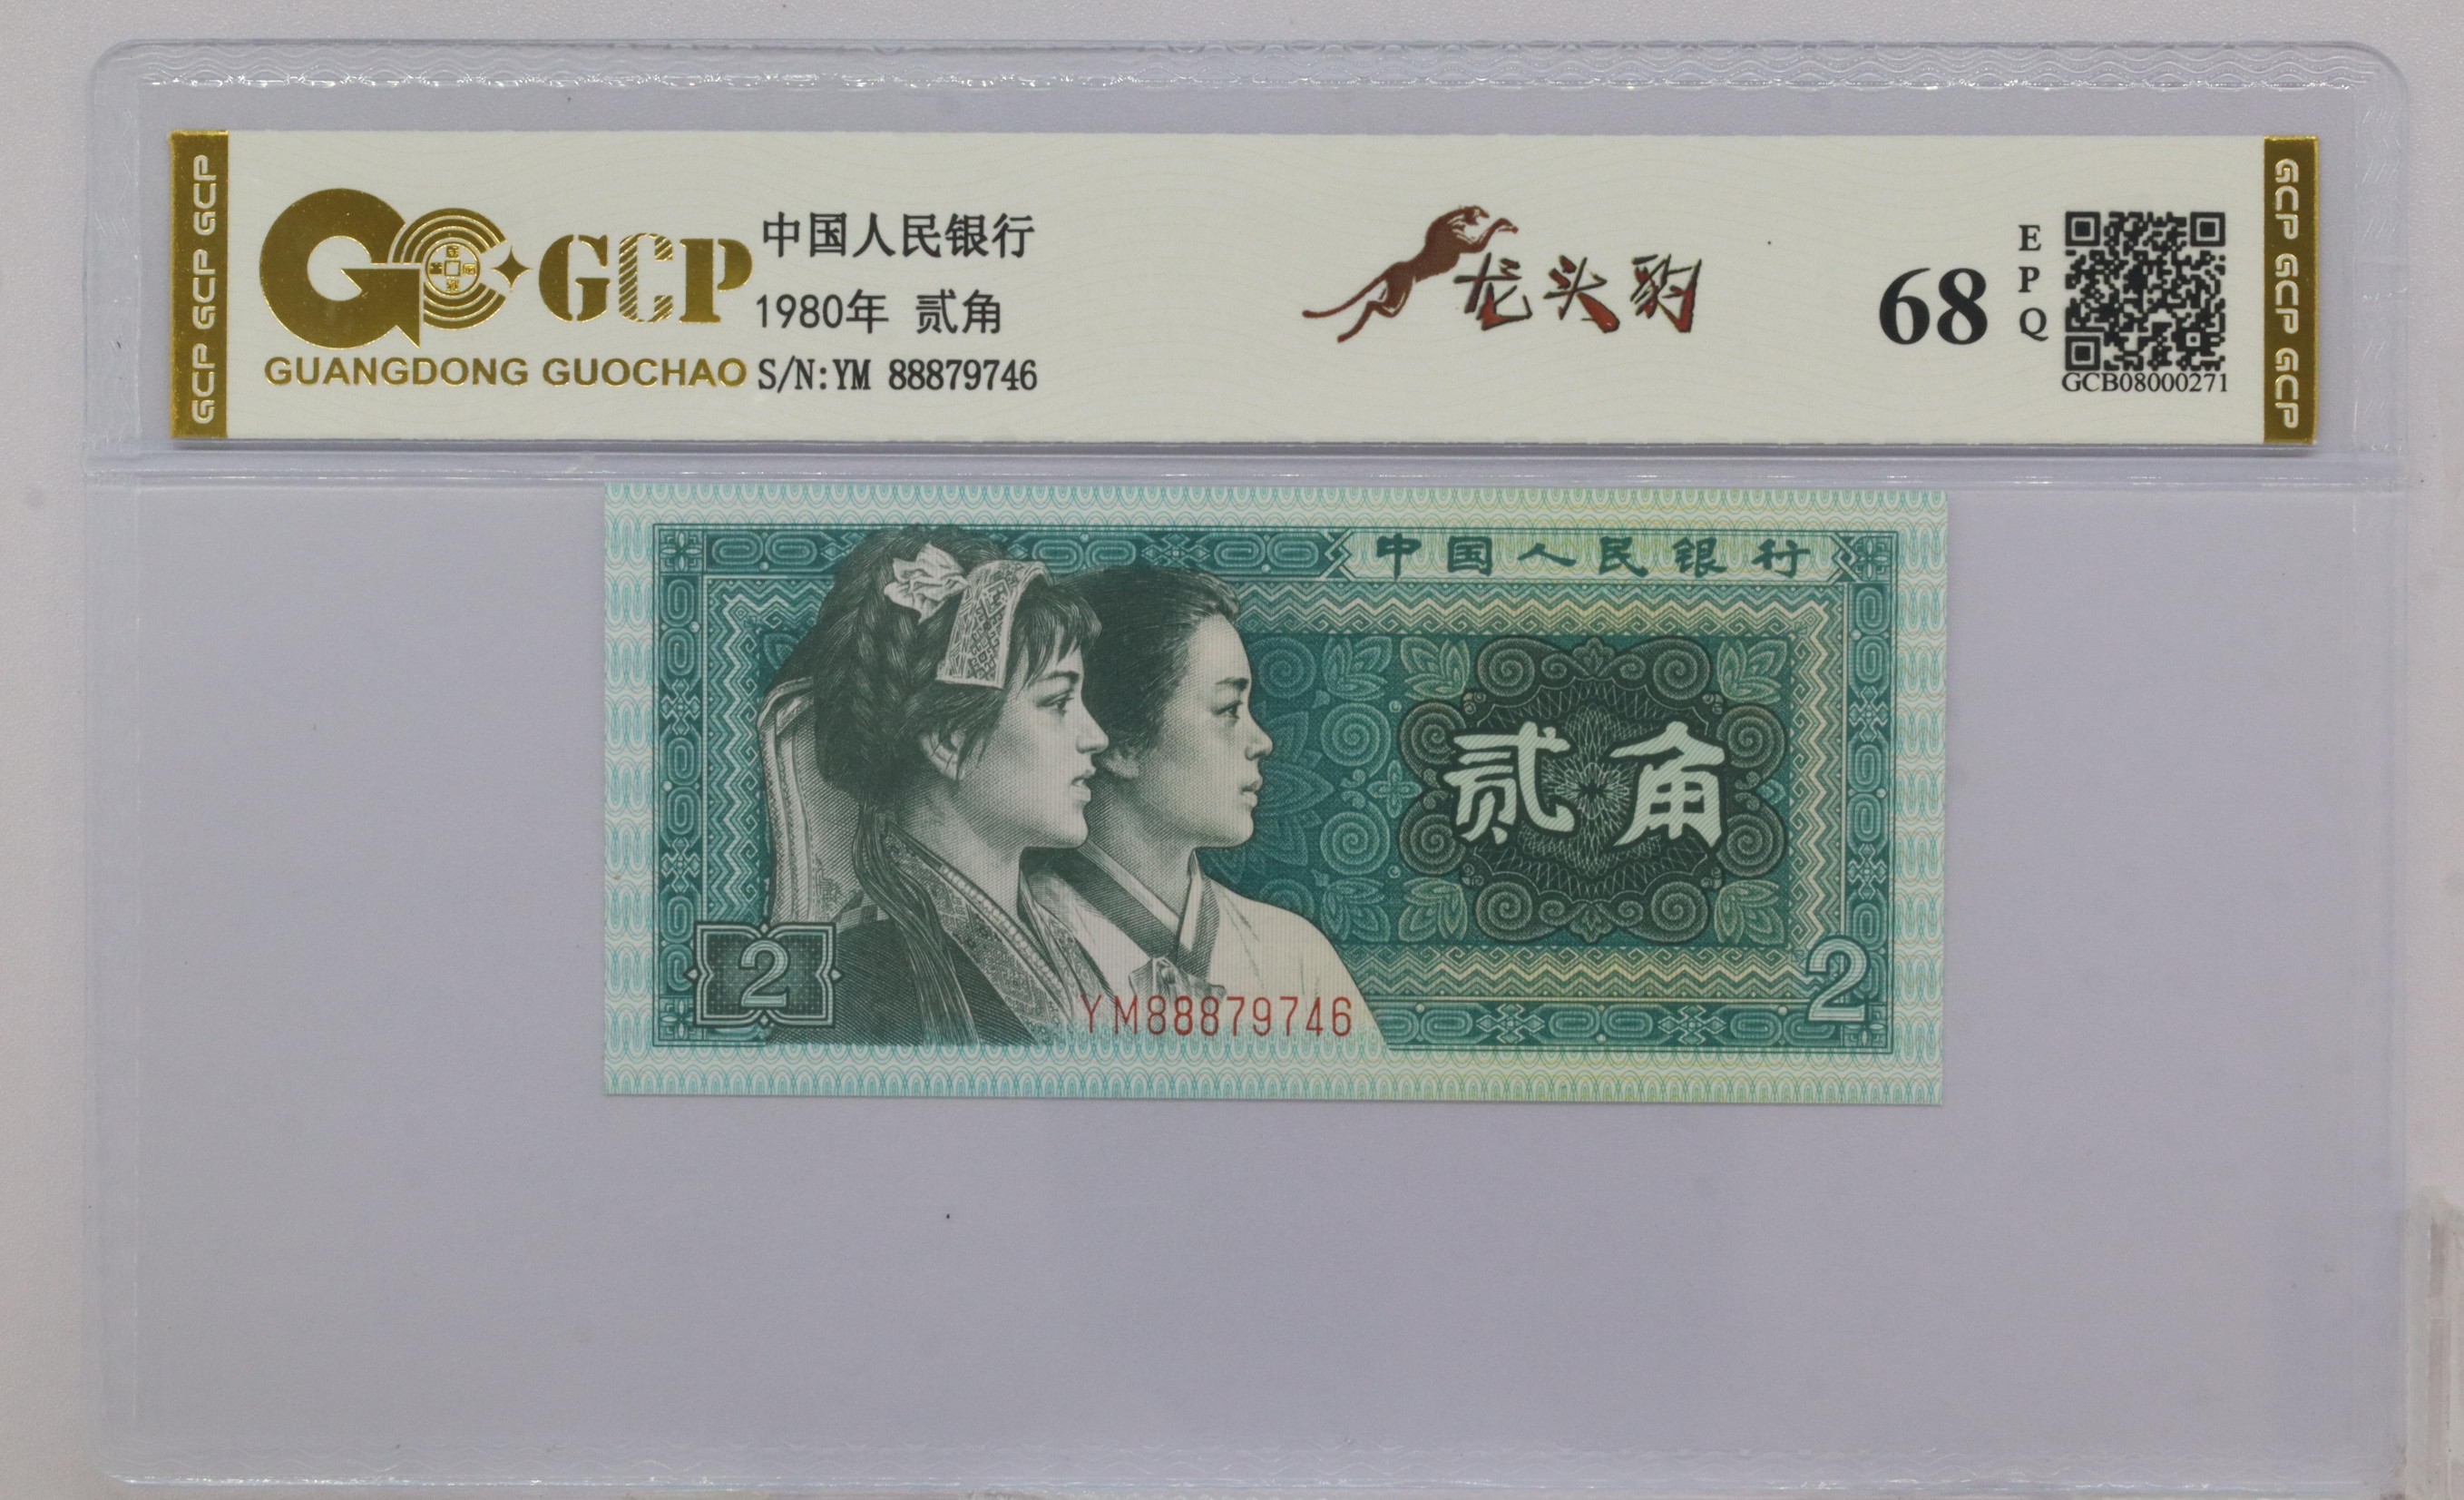 GCP GCP GCP
GCP
GUANGDONG GUOCHAO
中国人民银行
1980年 贰角
S/N:YM 88879746
龙头豹
68
E
P
Q
GCB08000271
GCP GCP GCP
中国人民银行
贰角
2
YM88879746
2